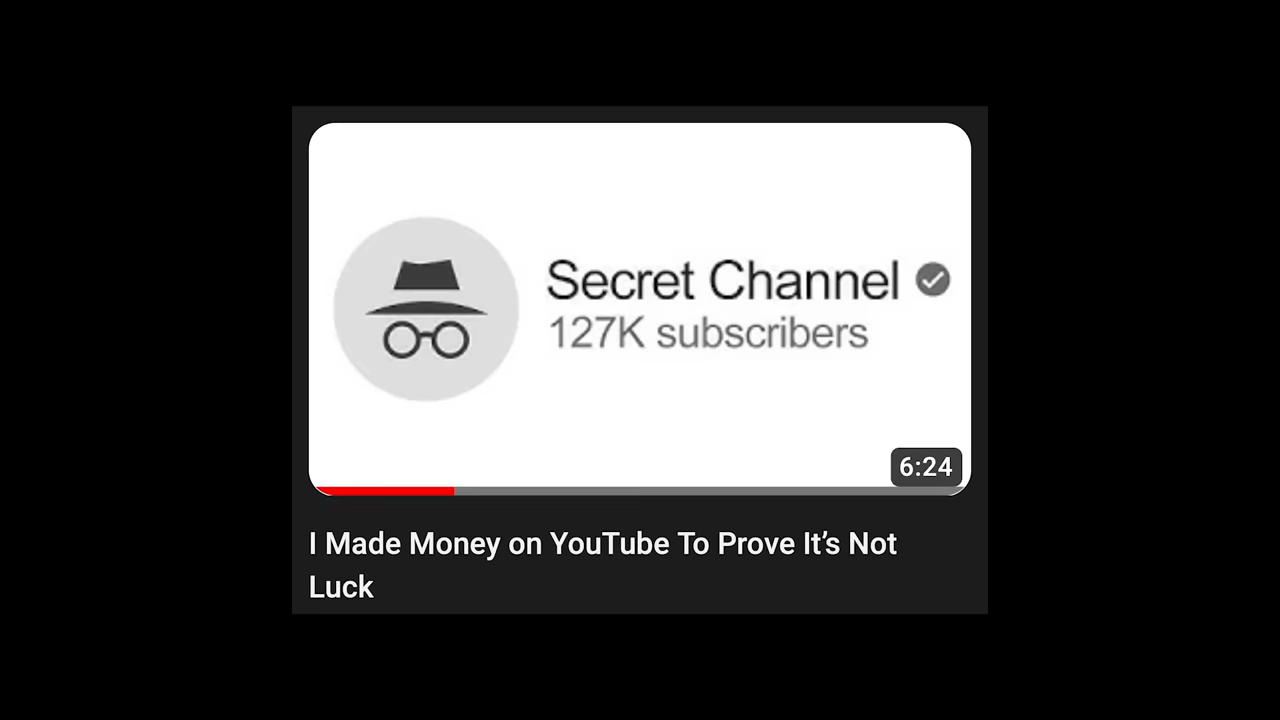 Secret Channel
127K subscribers
6:24
I Made Money on YouTube To Prove It’s Not
Luck